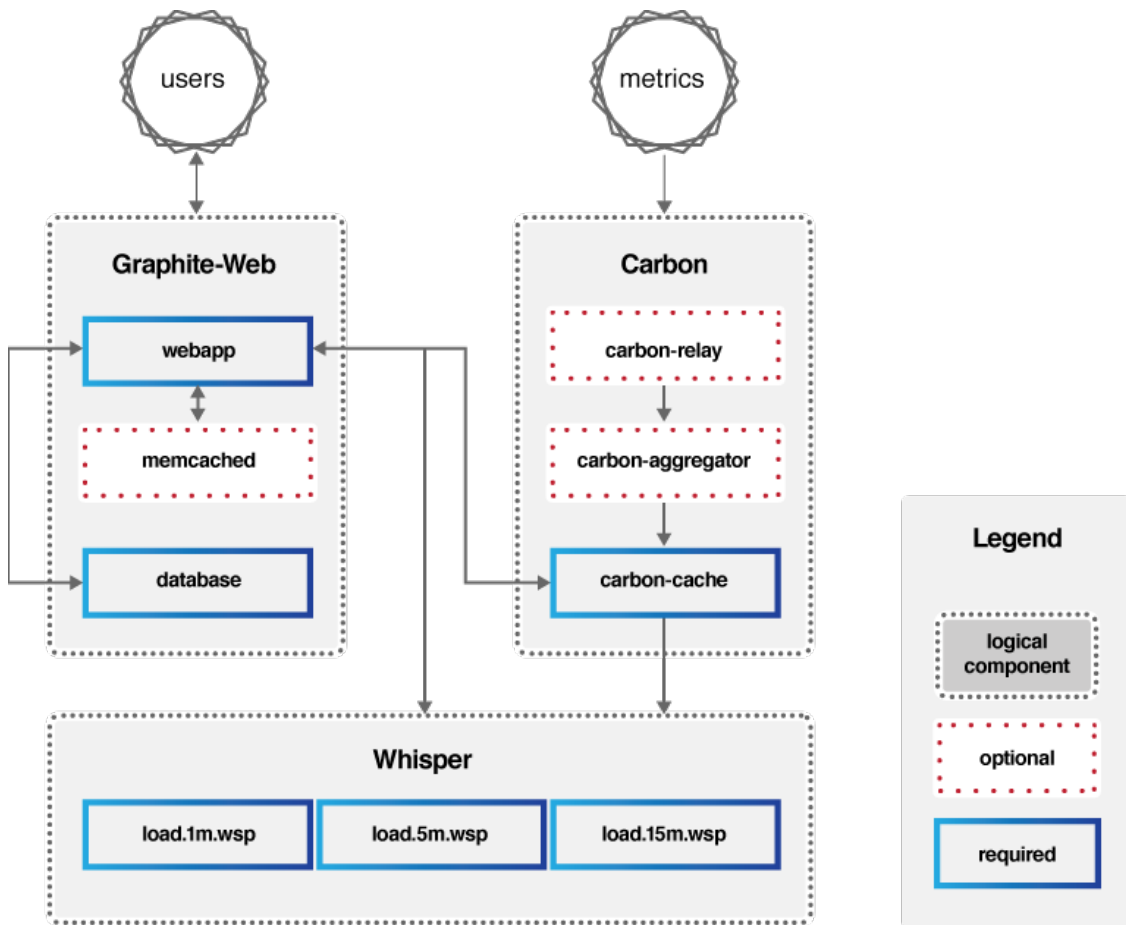 users
metrics
Graphite-Web
webapp
memcached
database
Carbon
carbon-relay
carbon-aggregator
carbon-cache
Whisper
load.1m.wsp
load.5m.wsp
load.15m.wsp
Legend
logical
component
optional
required